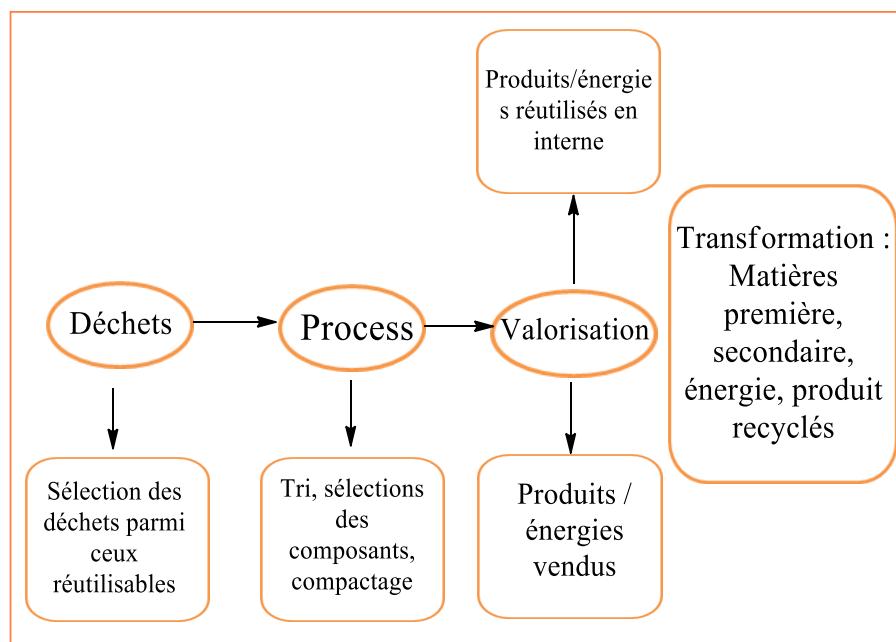 Produits/énergie
s réutilisés en
interne
Transformation :
Matières
première,
secondaire,
énergie, produit
recyclés
Déchets
Process
Valorisation
Sélection des
déchets parmi
ceux
réutilisables
Tri, sélections
des
composants,
compactage
Produits /
énergies
vendus